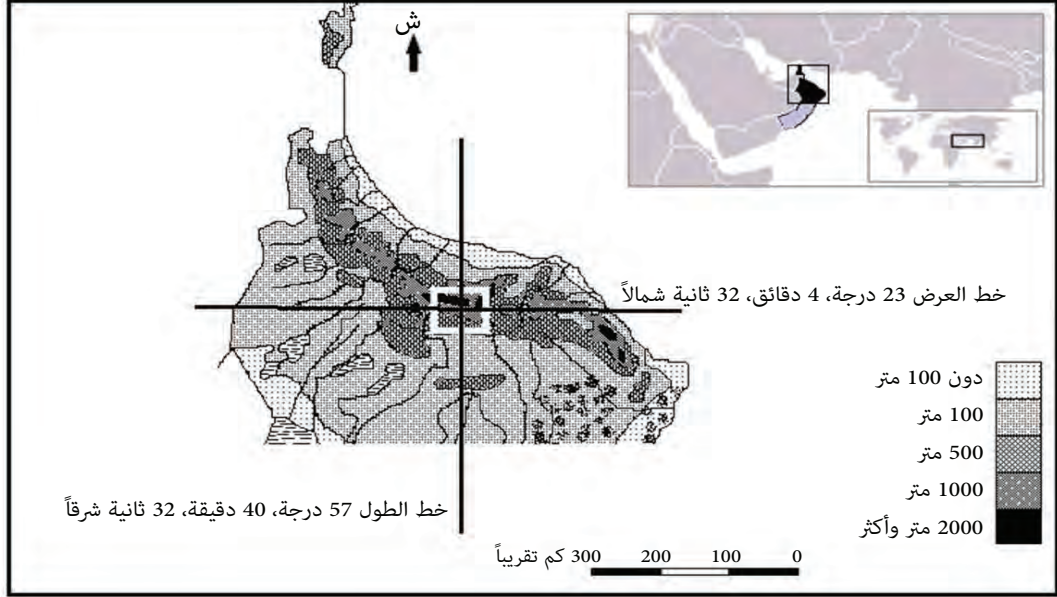 ش
خط العرض 23 درجة، 4 دقائق، 32 ثانية شمالاً
دون 100 متر
100 متر
500 متر
1000 متر
2000 متر وأكثر
خط الطول 57 درجة، 40 دقيقة، 32 ثانية شرقاً
0 100 200 300 كم تقريباً